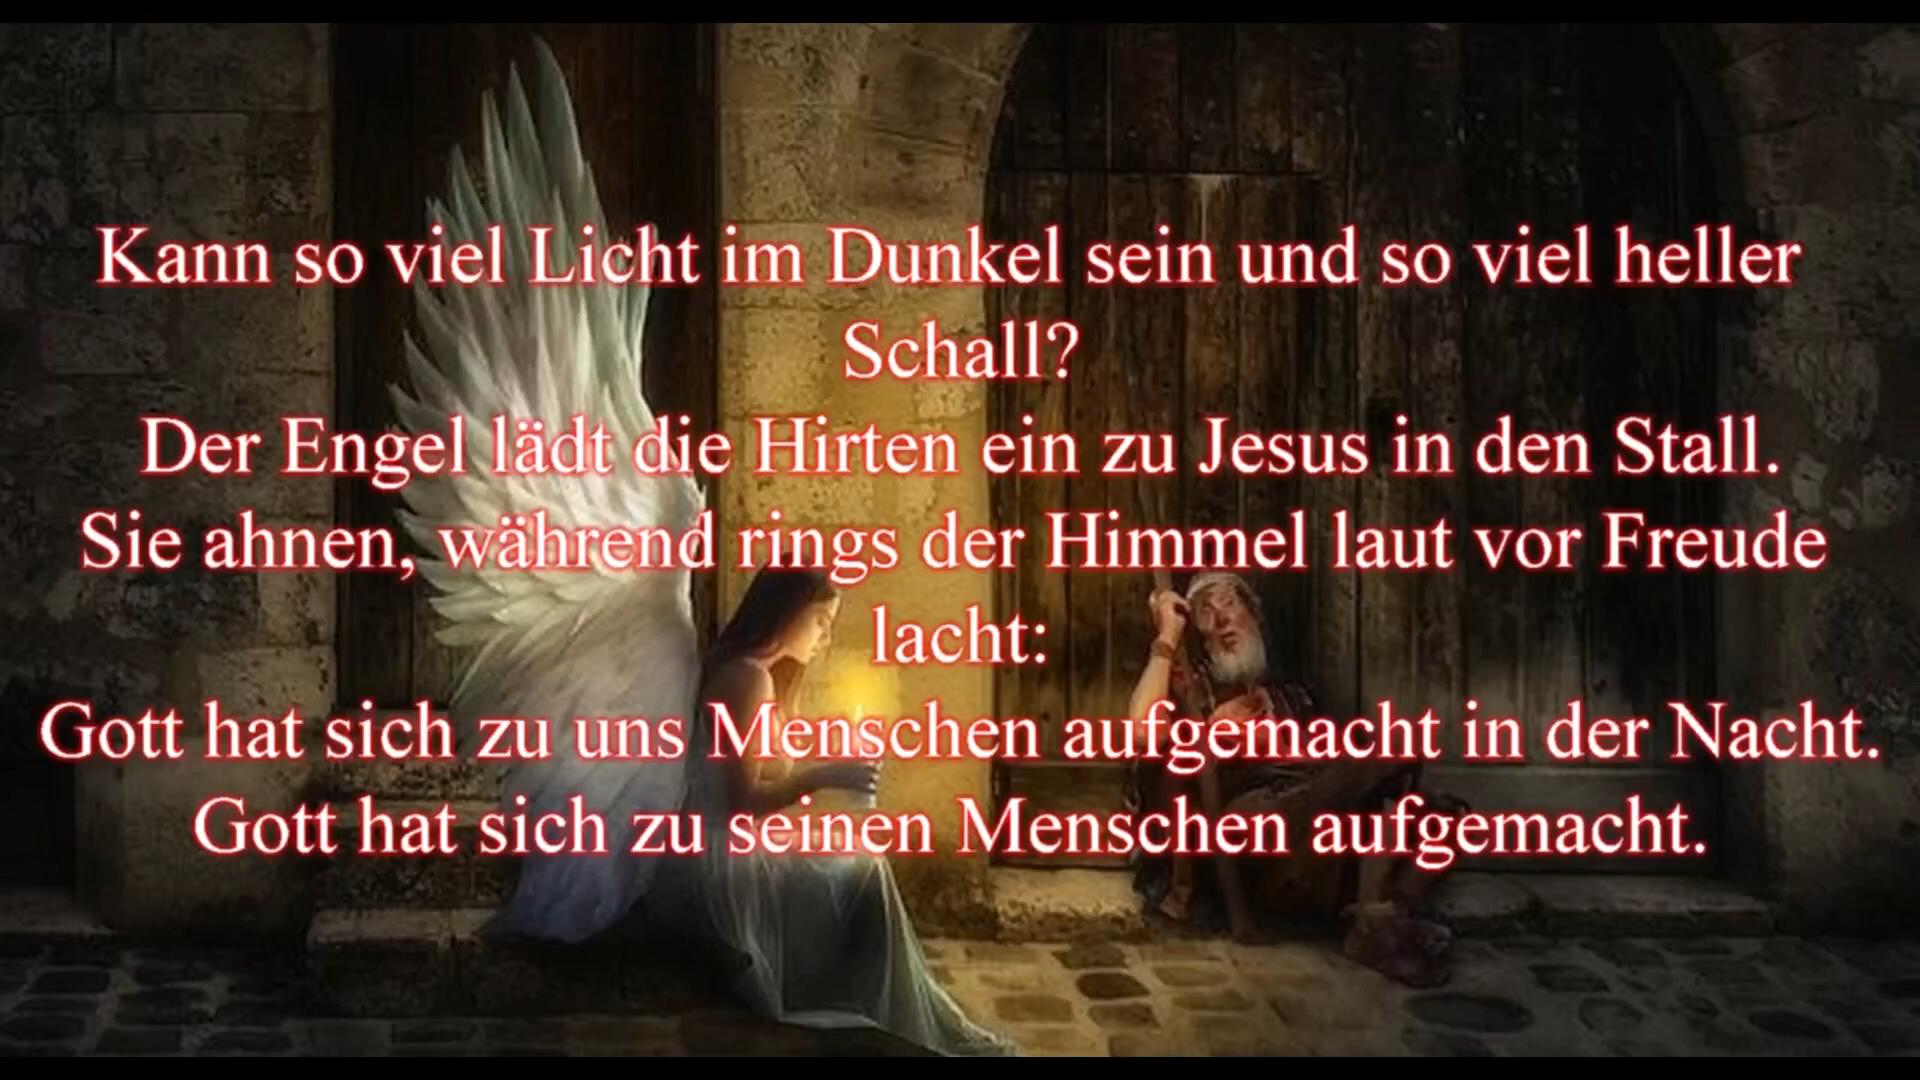 Kann so viel Licht im Dunkel sein und so viel heller
Schall?
Der Engel lädt die Hirten ein zu Jesus in den Stall.
Sie ahnen, während rings der Himmel laut vor Freude
lacht:
Gott hat sich zu uns Menschen aufgemacht in der Nacht.
Gott hat sich zu seinen Menschen aufgemacht.